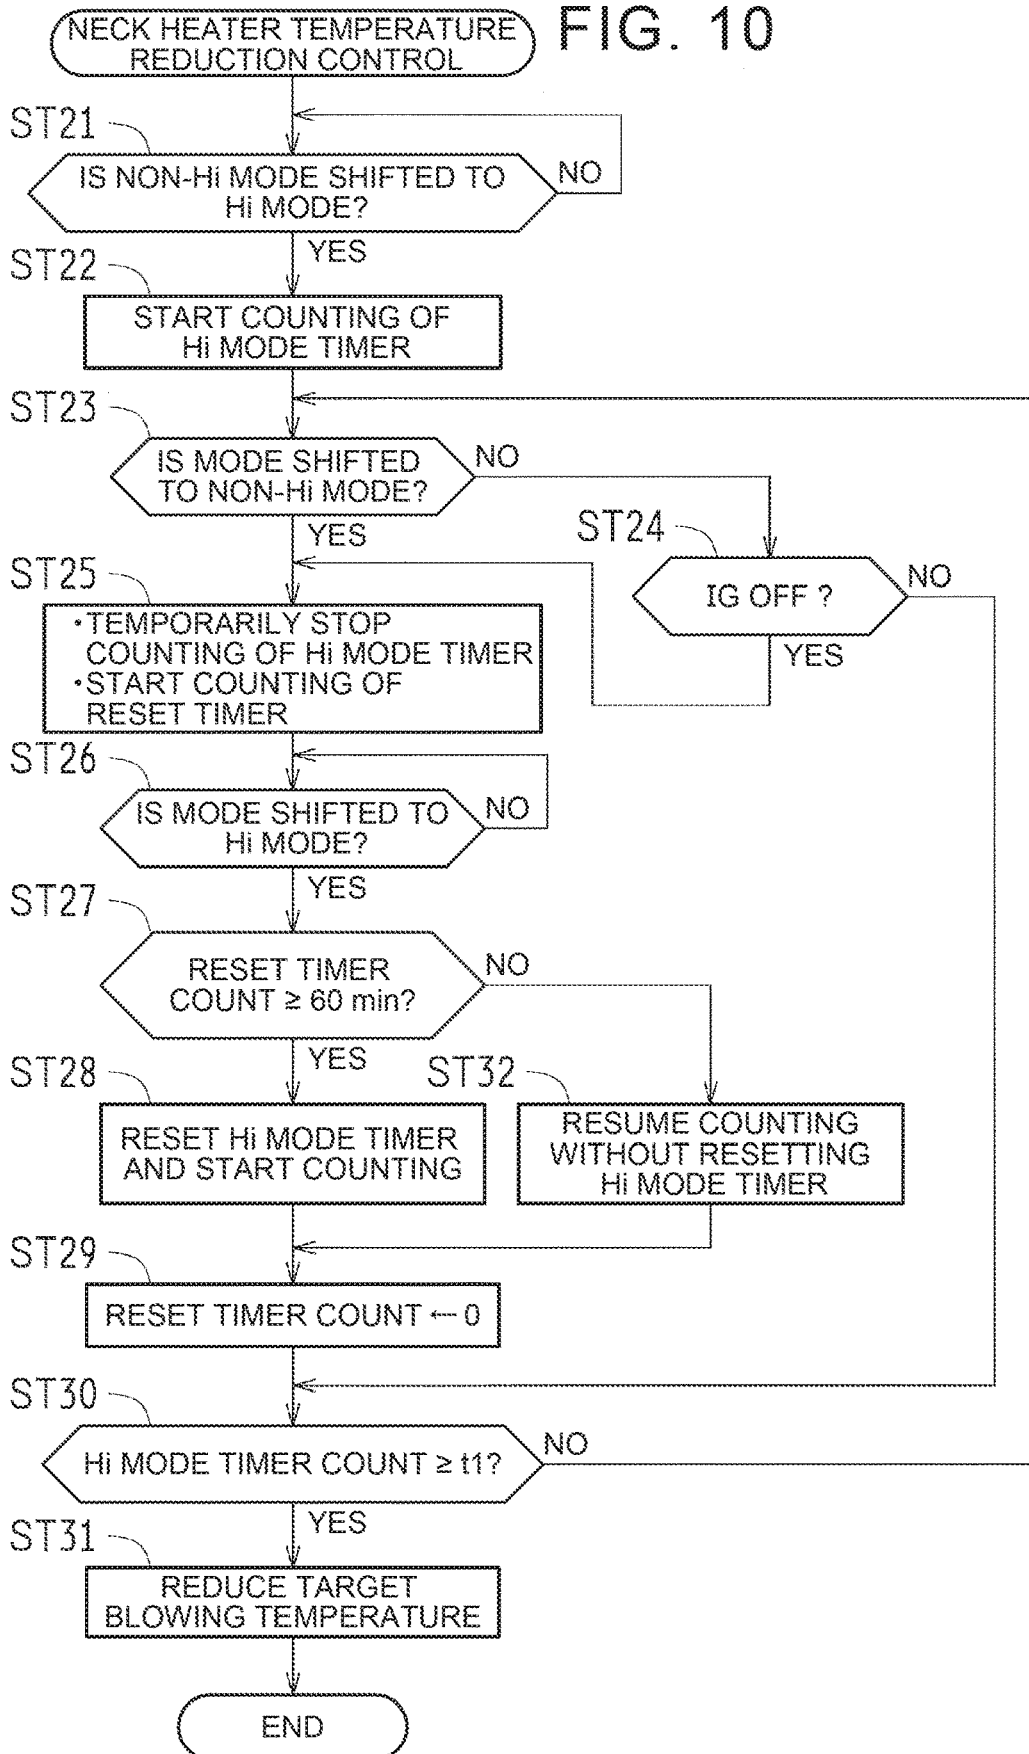 FIG. 10
NECK HEATER TEMPERATURE
REDUCTION CONTROL
ST21
IS NON-Hi MODE SHIFTED TO
Hi MODE?
NO
YES
ST22
START COUNTING OF
Hi MODE TIMER
ST23
IS MODE SHIFTED
TO NON-Hi MODE?
NO
YES
ST24
IG OFF ?
NO
YES
ST25
・TEMPORARILY STOP
COUNTING OF Hi MODE TIMER
・START COUNTING OF
RESET TIMER
ST26
IS MODE SHIFTED TO
Hi MODE?
NO
YES
ST27
RESET TIMER
COUNT ≥ 60 min?
NO
YES
ST28
RESET Hi MODE TIMER
AND START COUNTING
ST32
RESUME COUNTING
WITHOUT RESETTING
Hi MODE TIMER
ST29
RESET TIMER COUNT ← 0
ST30
Hi MODE TIMER COUNT ≥ t1?
NO
YES
ST31
REDUCE TARGET
BLOWING TEMPERATURE
END